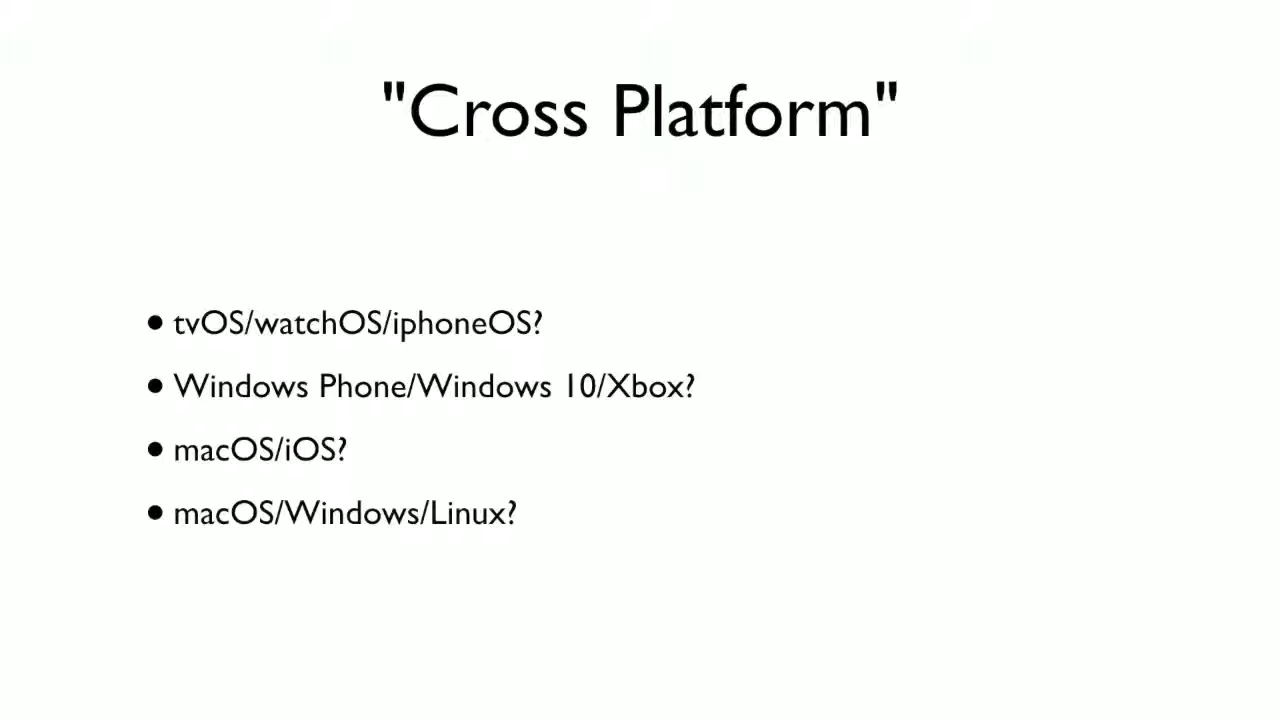 "Cross Platform"
• tvOS/watchOS/iphoneOS?
• Windows Phone/Windows 10/Xbox?
• macOS/iOS?
• macOS/Windows/Linux?